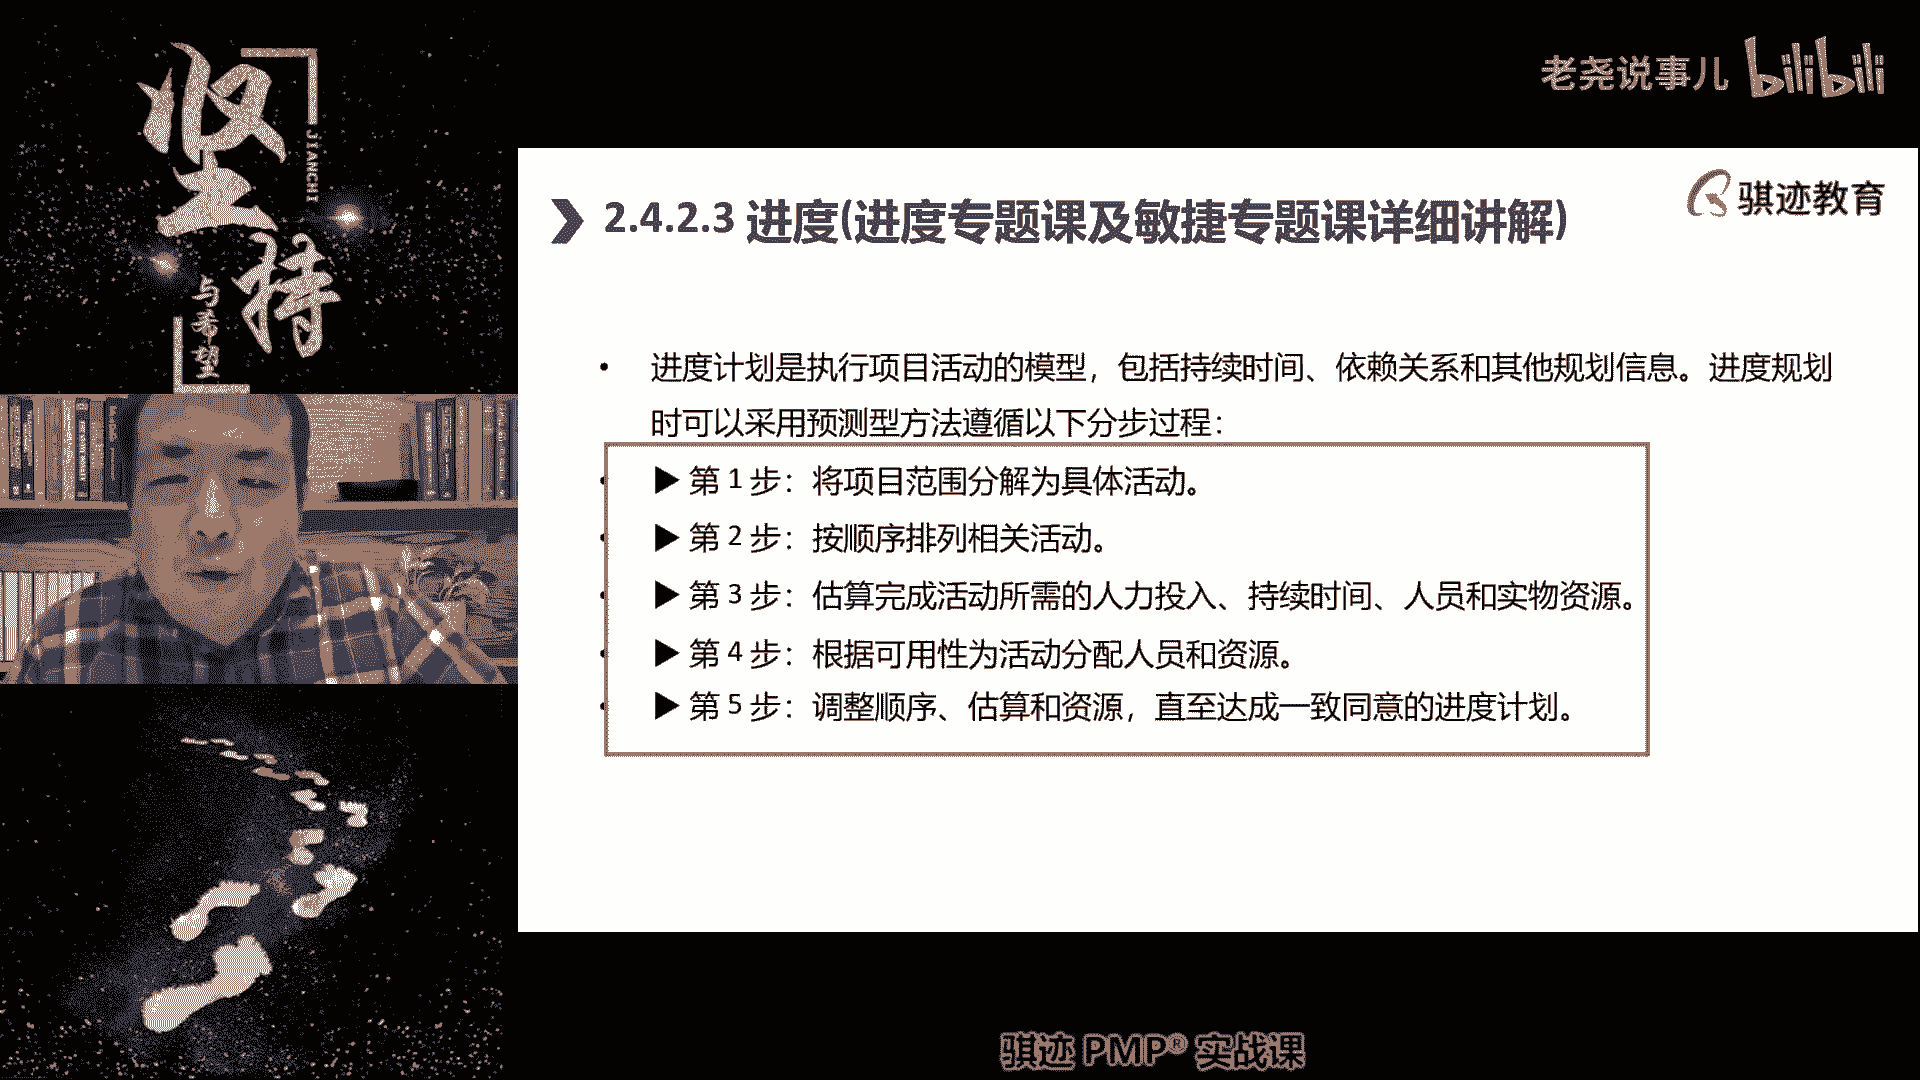 坚持
JIANCHI
与希望
老尧说事儿 bilibili
骐迹教育
2.4.2.3 进度(进度专题课及敏捷专题课详细讲解)
• 进度计划是执行项目活动的模型，包括持续时间、依赖关系和其他规划信息。进度规划
时可以采用预测型方法遵循以下分步过程：
▶ 第 1 步：将项目范围分解为具体活动。
▶ 第 2 步：按顺序排列相关活动。
▶ 第 3 步：估算完成活动所需的人力投入、持续时间、人员和实物资源。
▶ 第 4 步：根据可用性为活动分配人员和资源。
▶ 第 5 步：调整顺序、估算和资源，直至达成一致同意的进度计划。
骐迹 PMP® 实战课